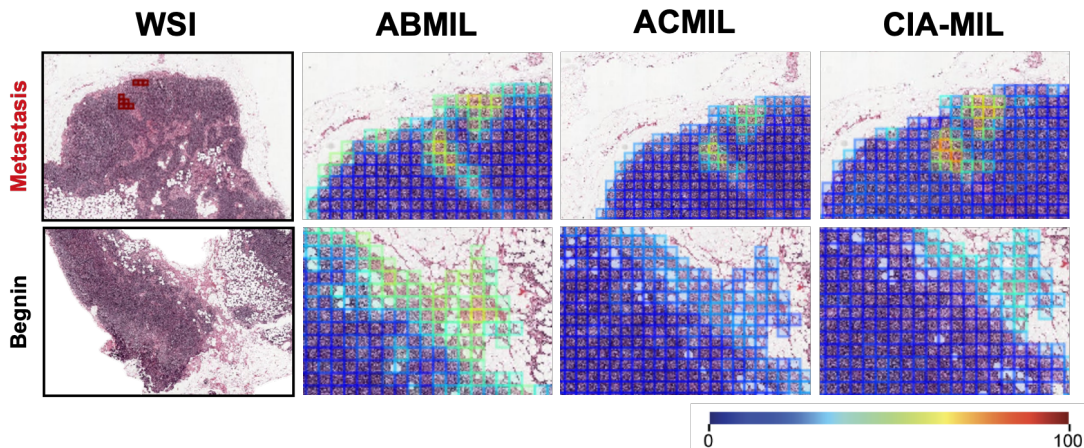 WSI ABMIL ACMIL CIA-MIL
Metastasis
Begnin
0 100